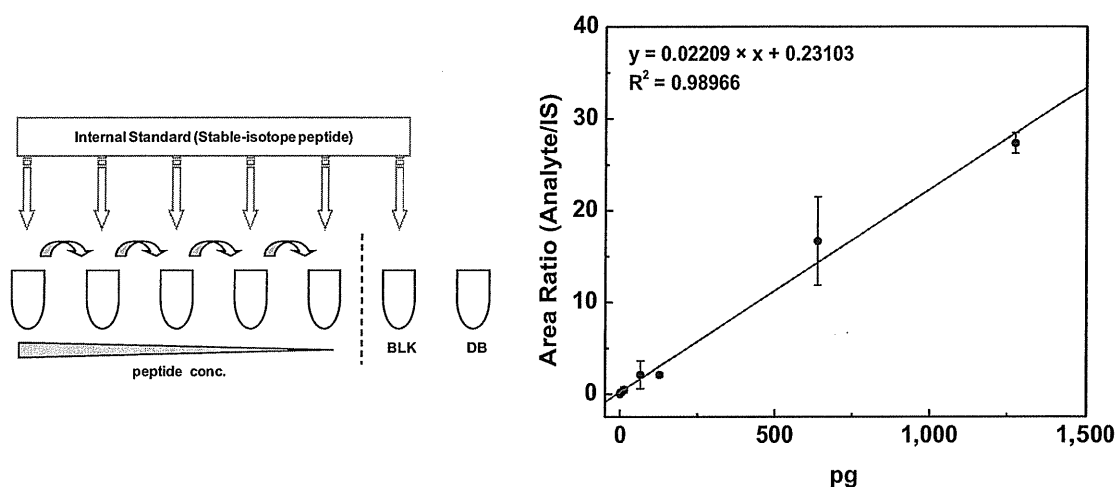 Internal Standard (Stable-isotope peptide)
BLK
DB
peptide conc.
y = 0.02209 × x + 0.23103
R² = 0.98966
Area Ratio (Analyte/IS)
40
30
20
10
0
0
500
1,000
1,500
pg